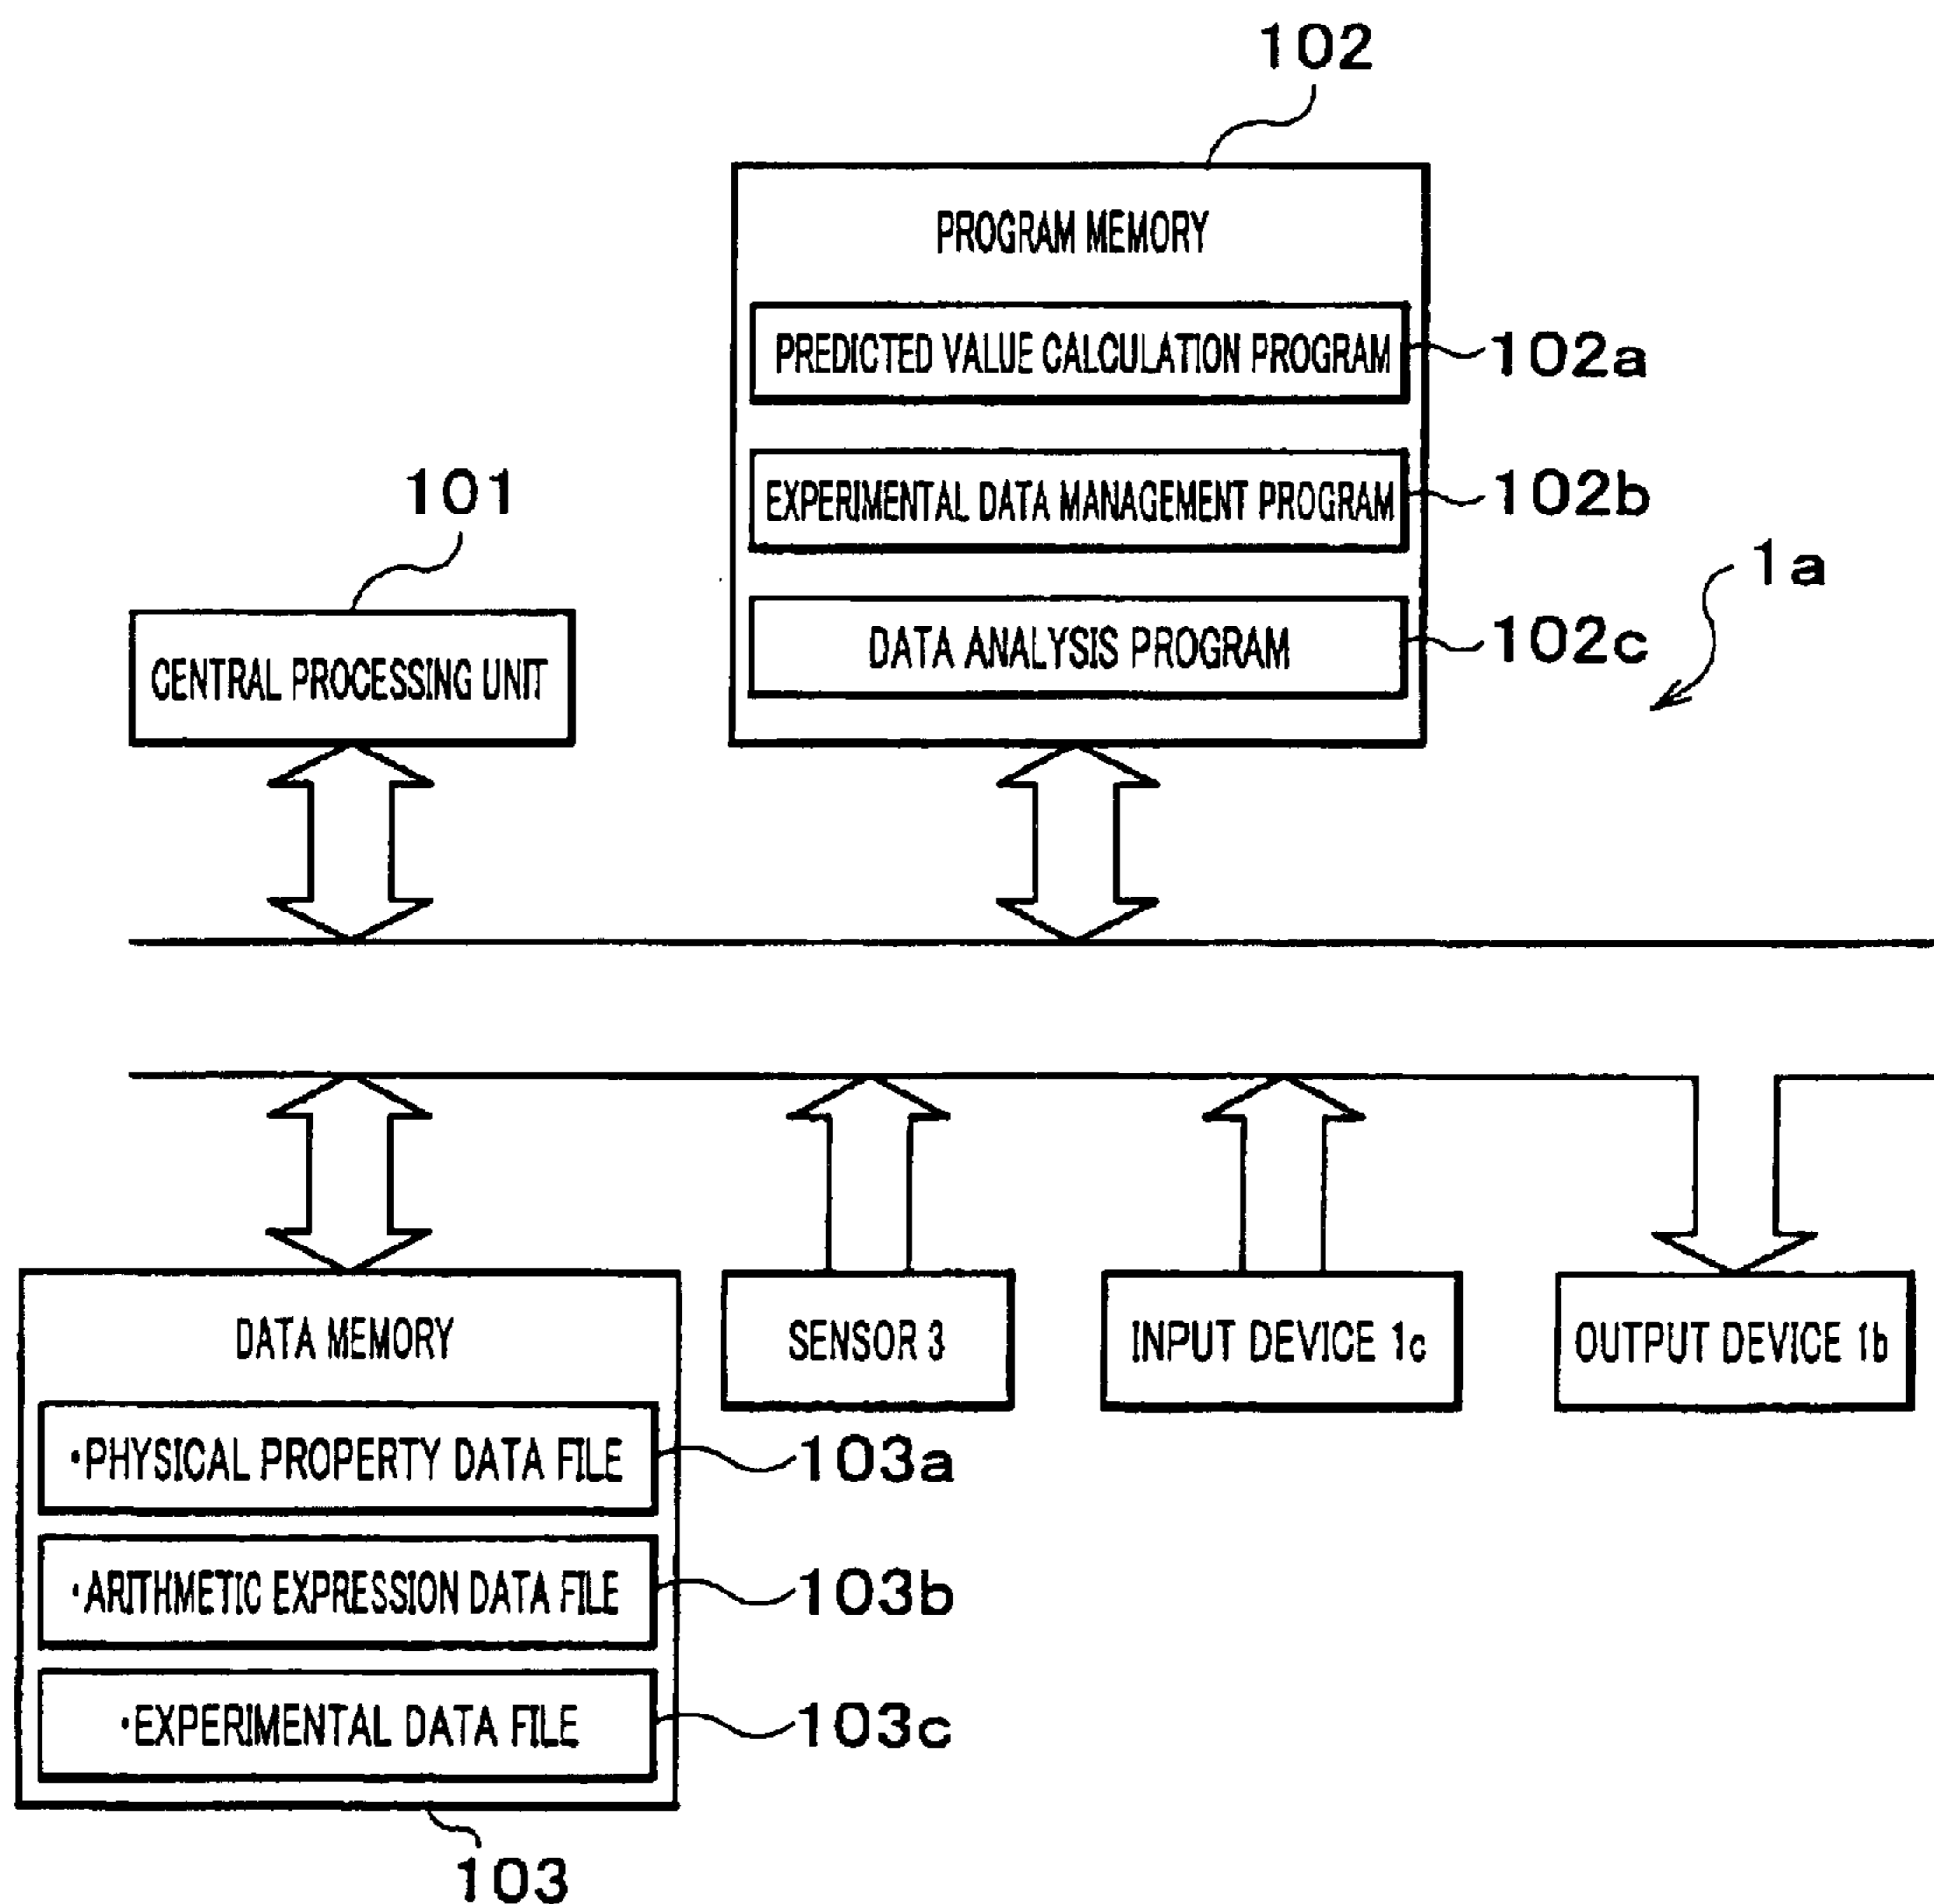 102
PROGRAM MEMORY
PREDICTED VALUE CALCULATION PROGRAM
102a
EXPERIMENTAL DATA MANAGEMENT PROGRAM
102b
DATA ANALYSIS PROGRAM
102c
101
CENTRAL PROCESSING UNIT
1a
DATA MEMORY
·PHYSICAL PROPERTY DATA FILE
103a
·ARITHMETIC EXPRESSION DATA FILE
103b
·EXPERIMENTAL DATA FILE
103c
103
SENSOR 3
INPUT DEVICE 1c
OUTPUT DEVICE 1b